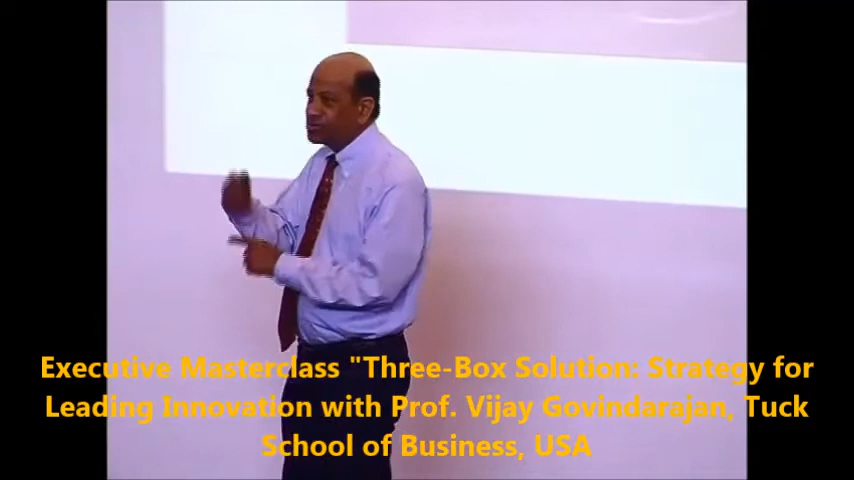 Executive Masterclass "Three-Box Solution: Strategy for
Leading Innovation with Prof. Vijay Govindarajan, Tuck
School of Business, USA